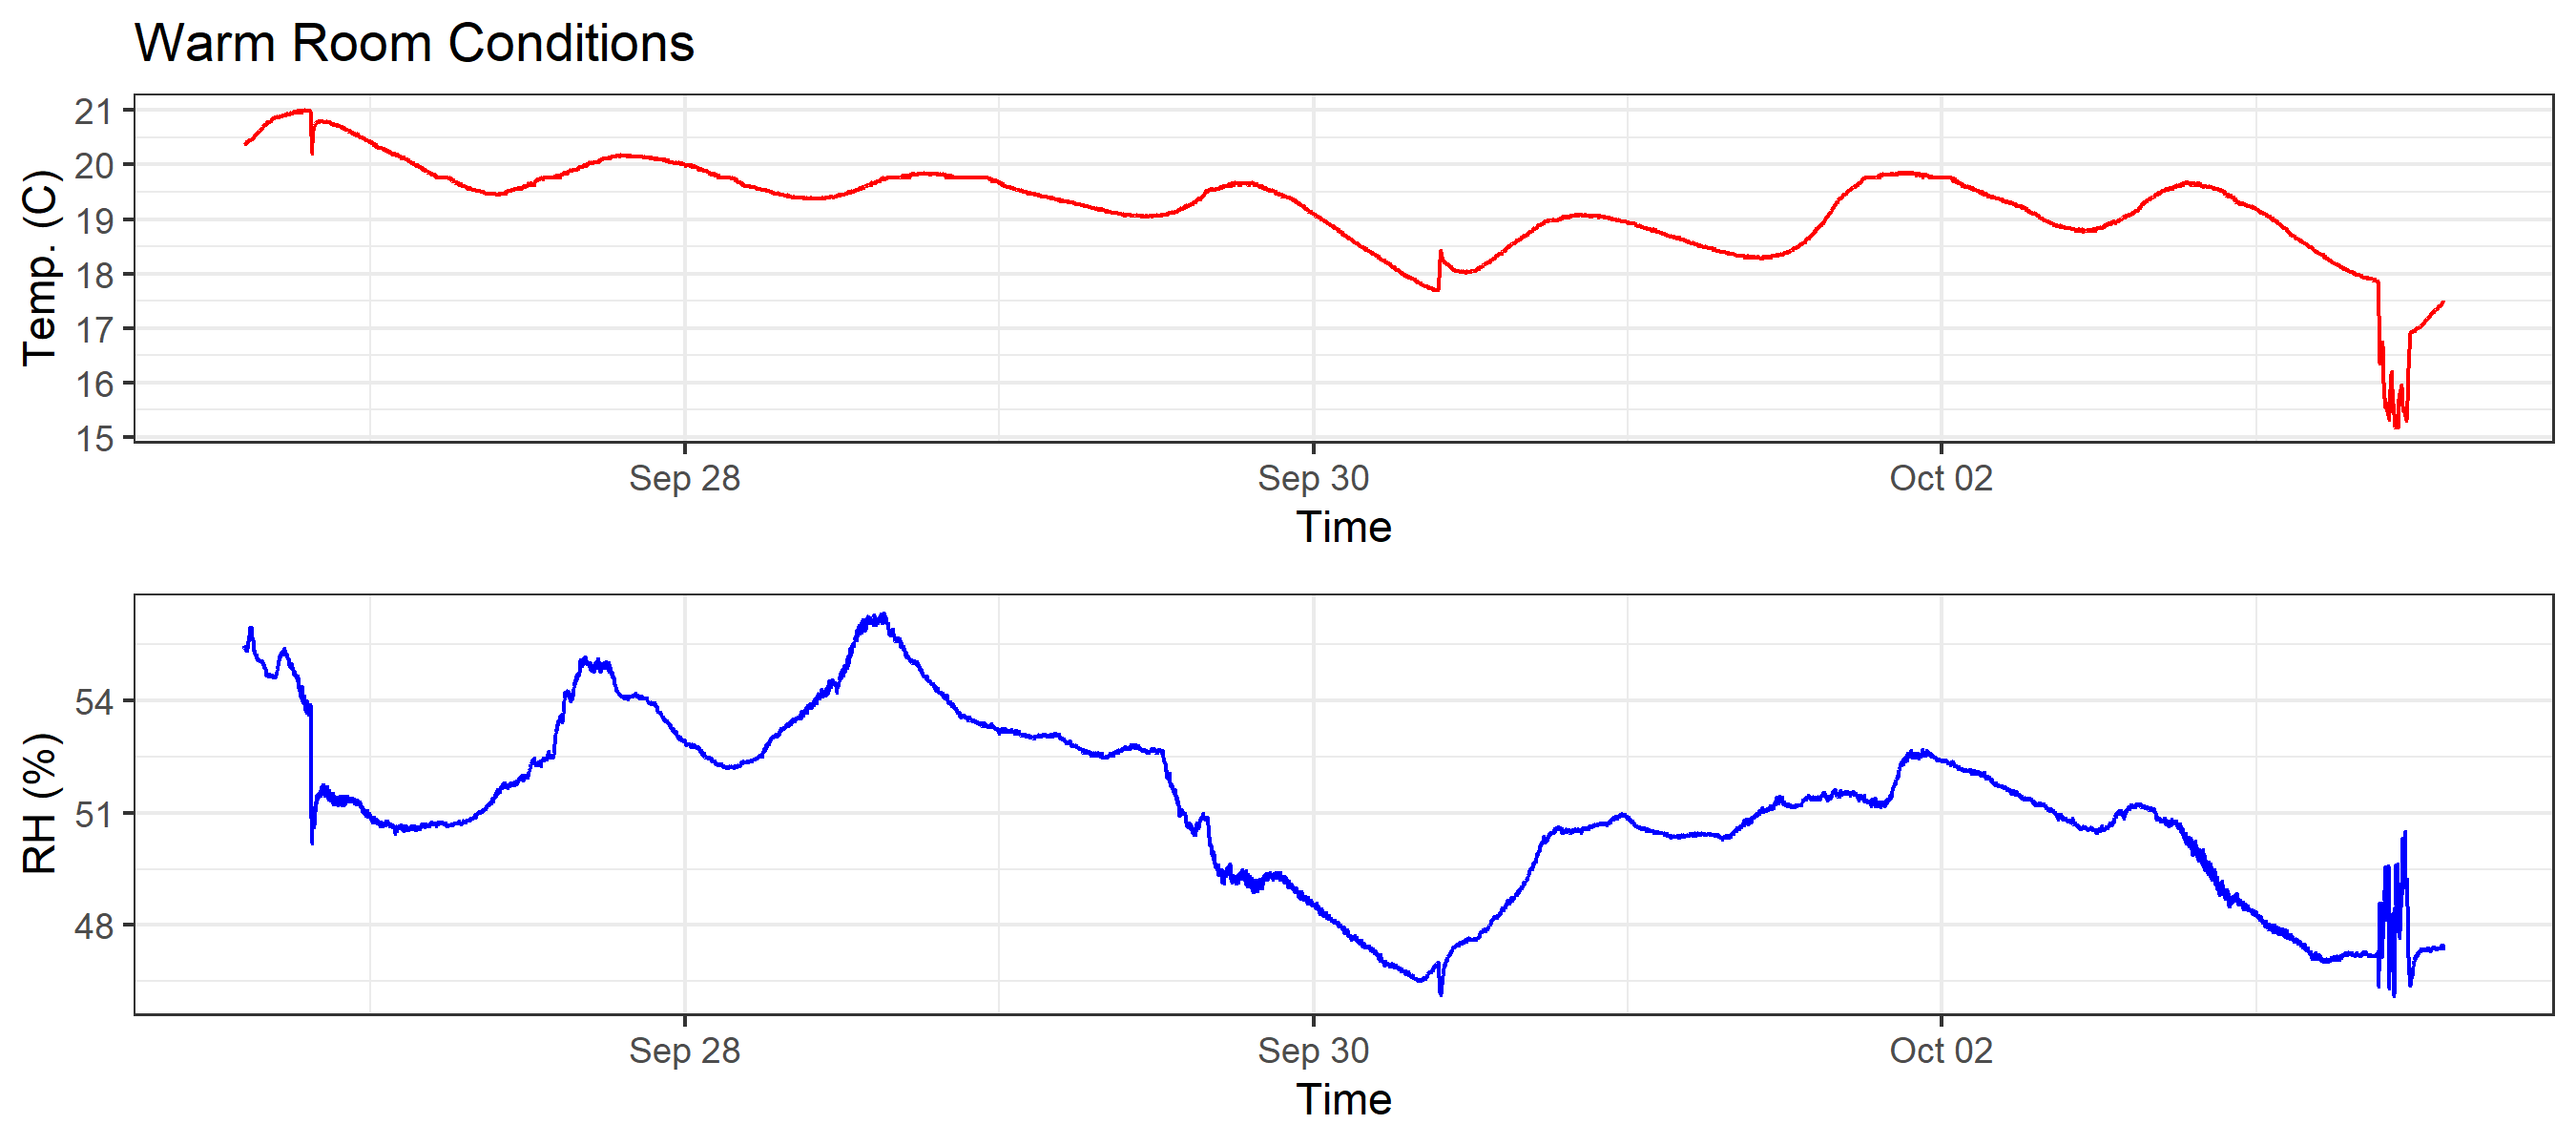 Warm Room Conditions
Temp. (C)
21
20
19
18
17
16
15
Sep 28 Sep 30 Oct 02
Time
RH (%)
54
51
48
Sep 28 Sep 30 Oct 02
Time